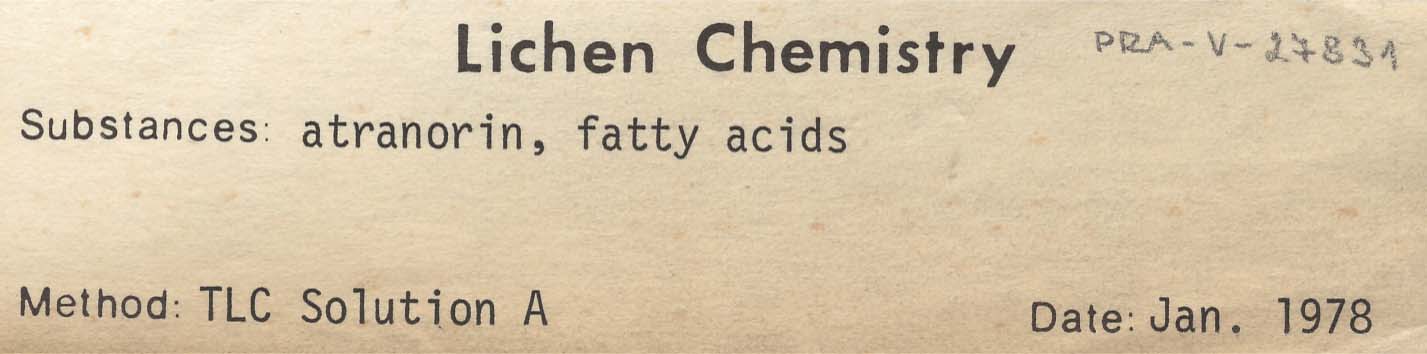 Lichen Chemistry PRA-V-27831
Substances: atranorin, fatty acids
Method: TLC Solution A Date: Jan. 1978